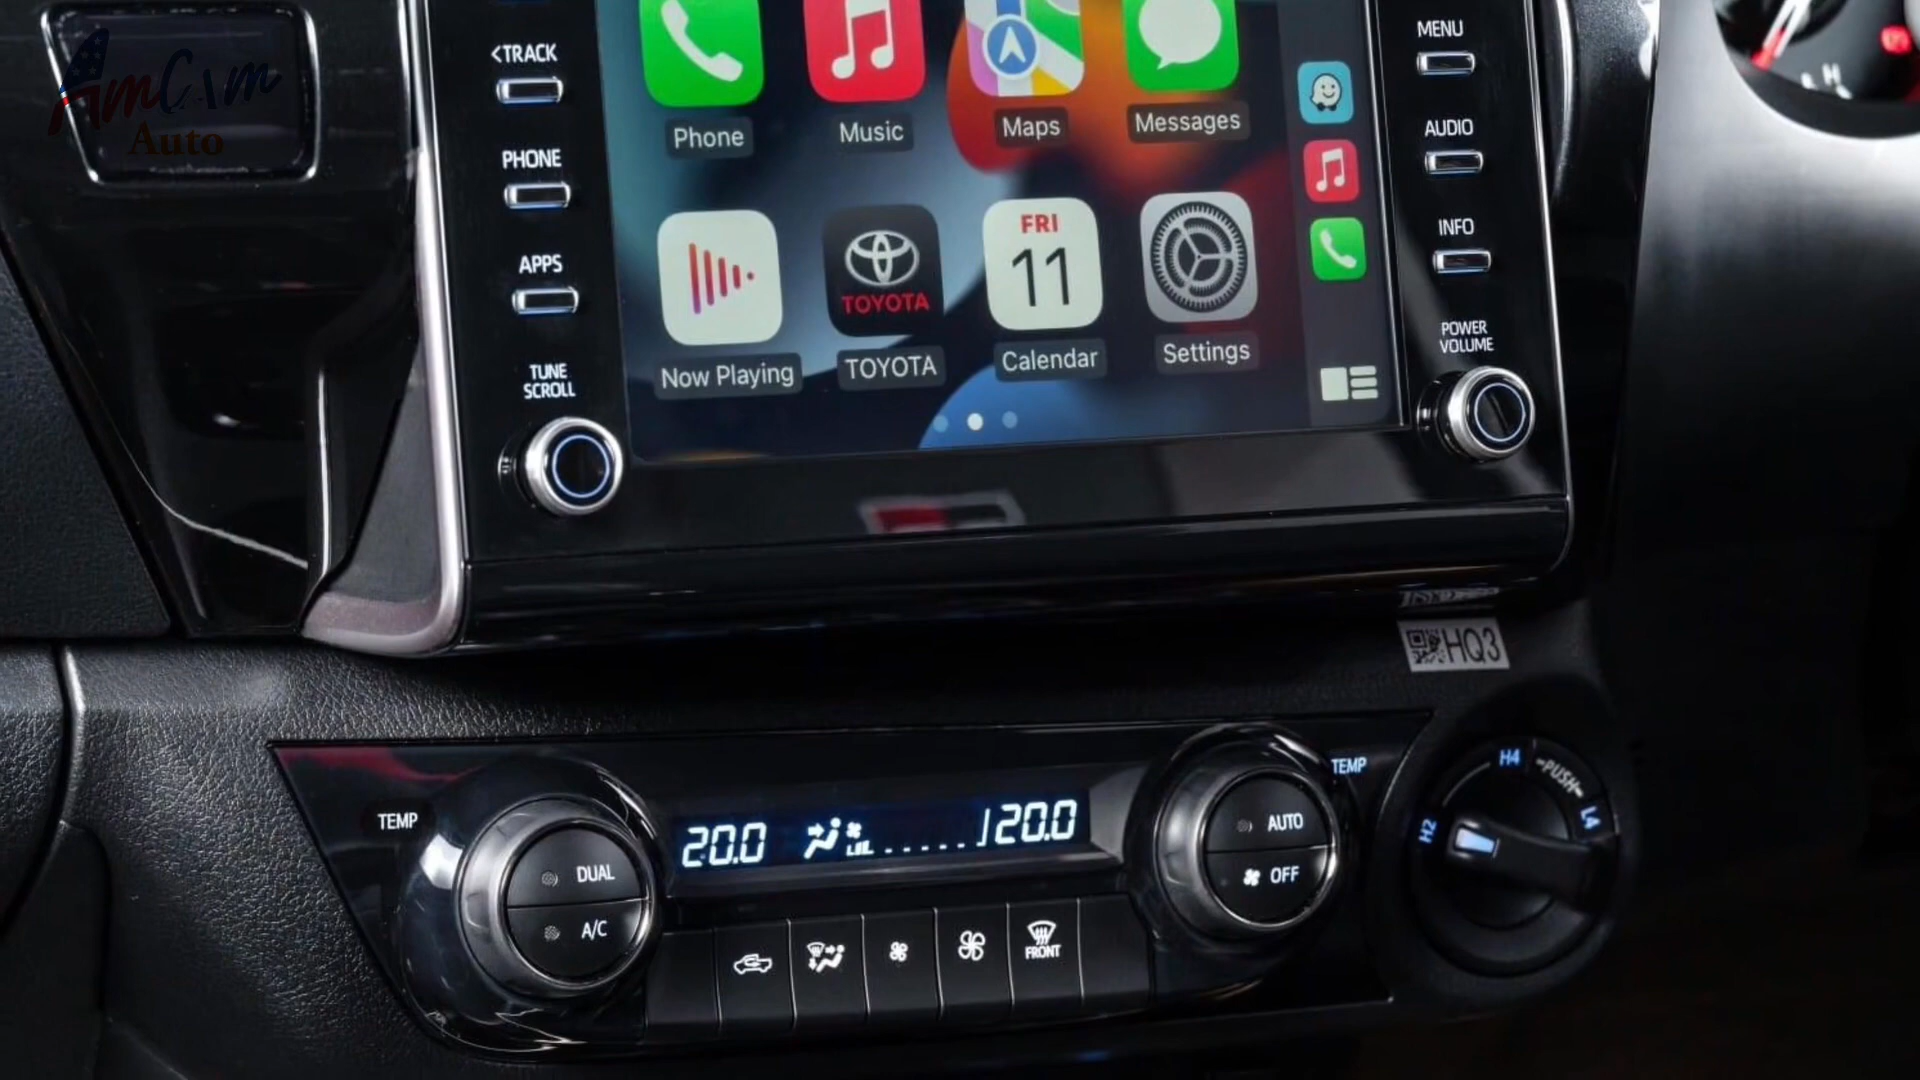 AmCam
Auto
<TRACK
PHONE
APPS
TUNE
SCROLL
Phone
Music
Maps
Messages
Now Playing
TOYOTA
TOYOTA
FRI
11
Calendar
Settings
MENU
AUDIO
INFO
POWER
VOLUME
H
HQ3
TEMP
DUAL
A/C
20.0
20.0
FRONT
AUTO
OFF
TEMP
H2
H4
-PUSH-
L4